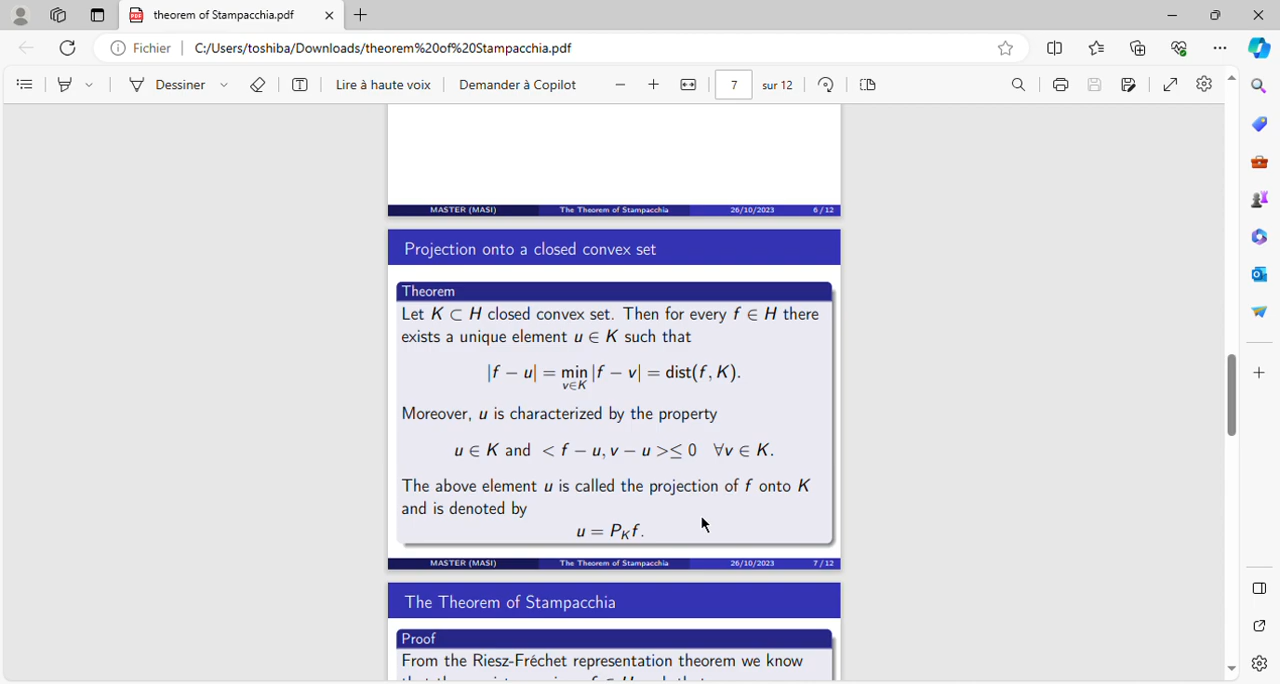 theorem of Stampacchia.pdf
Fichier C:/Users/toshiba/Downloads/theorem%20of%20Stampacchia.pdf
Dessiner Lire à haute voix Demander à Copilot 7 sur 12
MASTER (MASI) The Theorem of Stampacchia 26/10/2023 6 / 12
Projection onto a closed convex set
Theorem
Let K ⊂ H closed convex set. Then for every f ∈ H there
exists a unique element u ∈ K such that
|f − u| = min |f − v| = dist(f, K).
v∈K
Moreover, u is characterized by the property
u ∈ K and < f − u, v − u >≤ 0 ∀v ∈ K.
The above element u is called the projection of f onto K
and is denoted by
u = P_K f.
MASTER (MASI) The Theorem of Stampacchia 26/10/2023 7 / 12
The Theorem of Stampacchia
Proof
From the Riesz-Fréchet representation theorem we know